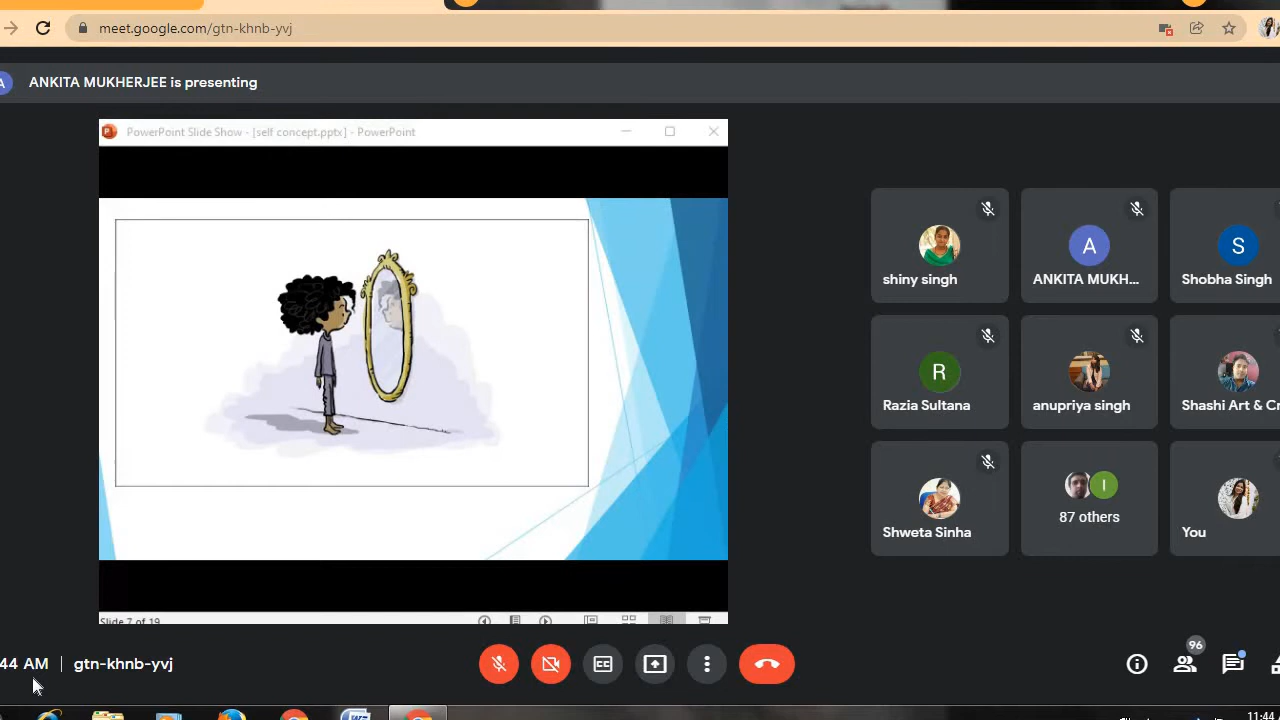 meet.google.com/gtn-khnb-yvj
A
ANKITA MUKHERJEE is presenting
PowerPoint Slide Show - [self concept.pptx] - PowerPoint
shiny singh
A
ANKITA MUKH...
S
Shobha Singh
R
Razia Sultana
anupriya singh
Shashi Art & Cr
Shweta Sinha
I
87 others
You
Slide 7 of 19
44 AM
gtn-khnb-yvj
96
11:44